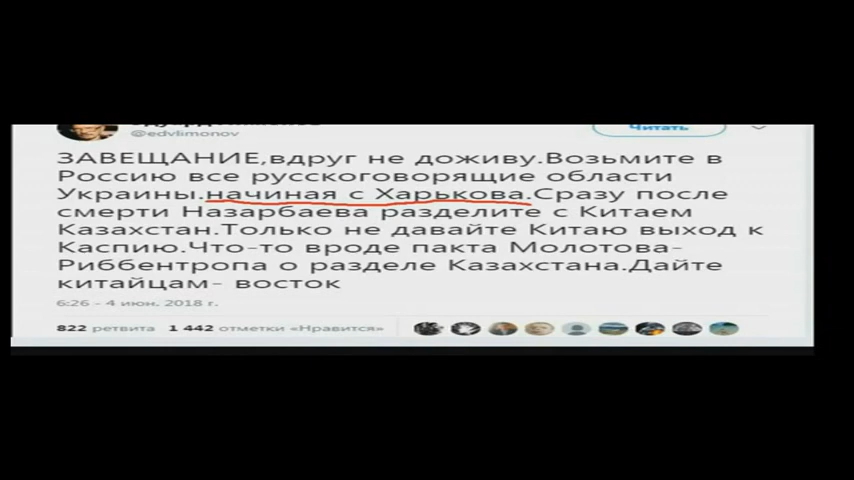 @edvlimonov
Читать
ЗАВЕЩАНИЕ,вдруг не доживу.Возьмите в
Россию все русскоговорящие области
Украины.начиная с Харькова.Сразу после
смерти Назарбаева разделите с Китаем
Казахстан.Только не давайте Китаю выход к
Каспию.Что-то вроде пакта Молотова-
Риббентропа о разделе Казахстана.Дайте
китайцам- восток
6:26 - 4 июн. 2018 г.
822 ретвита 1 442 отметки «Нравится»